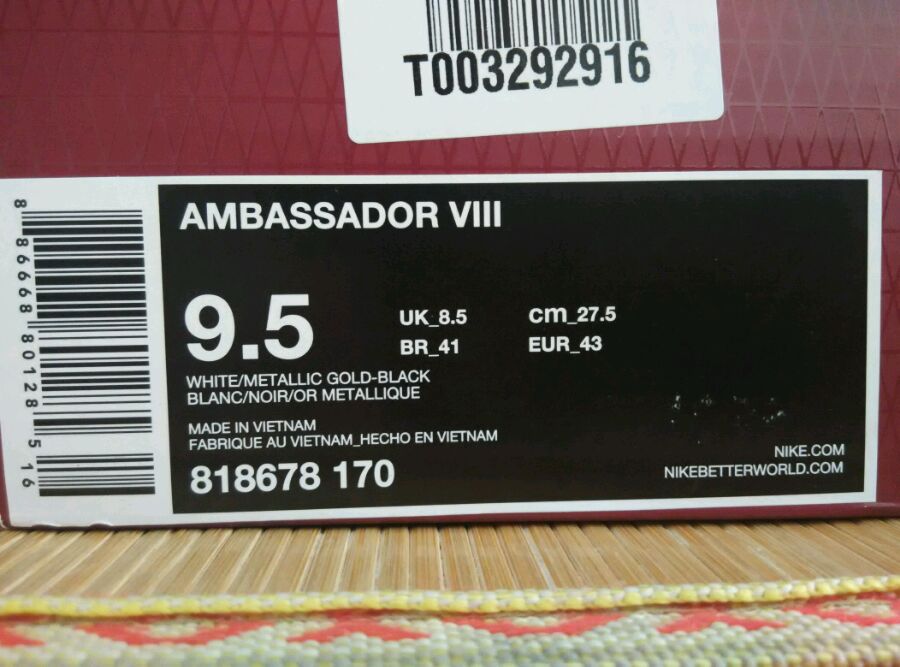 T003292916
AMBASSADOR VIII
9.5
UK_8.5
cm_27.5
BR_41
EUR_43
WHITE/METALLIC GOLD-BLACK
BLANC/NOIR/OR METALLIQUE
MADE IN VIETNAM
FABRIQUE AU VIETNAM_HECHO EN VIETNAM
818678 170
NIKE.COM
NIKEBETTERWORLD.COM
8 86668 80128 5 16